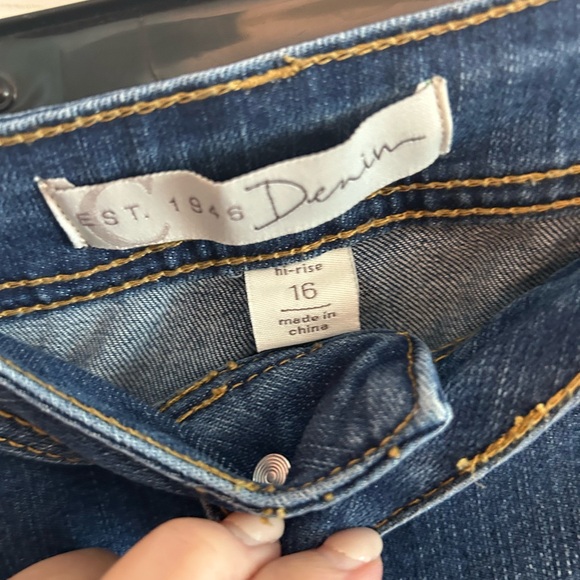 C
EST. 1946 Denim
hi-rise
16
made in
china